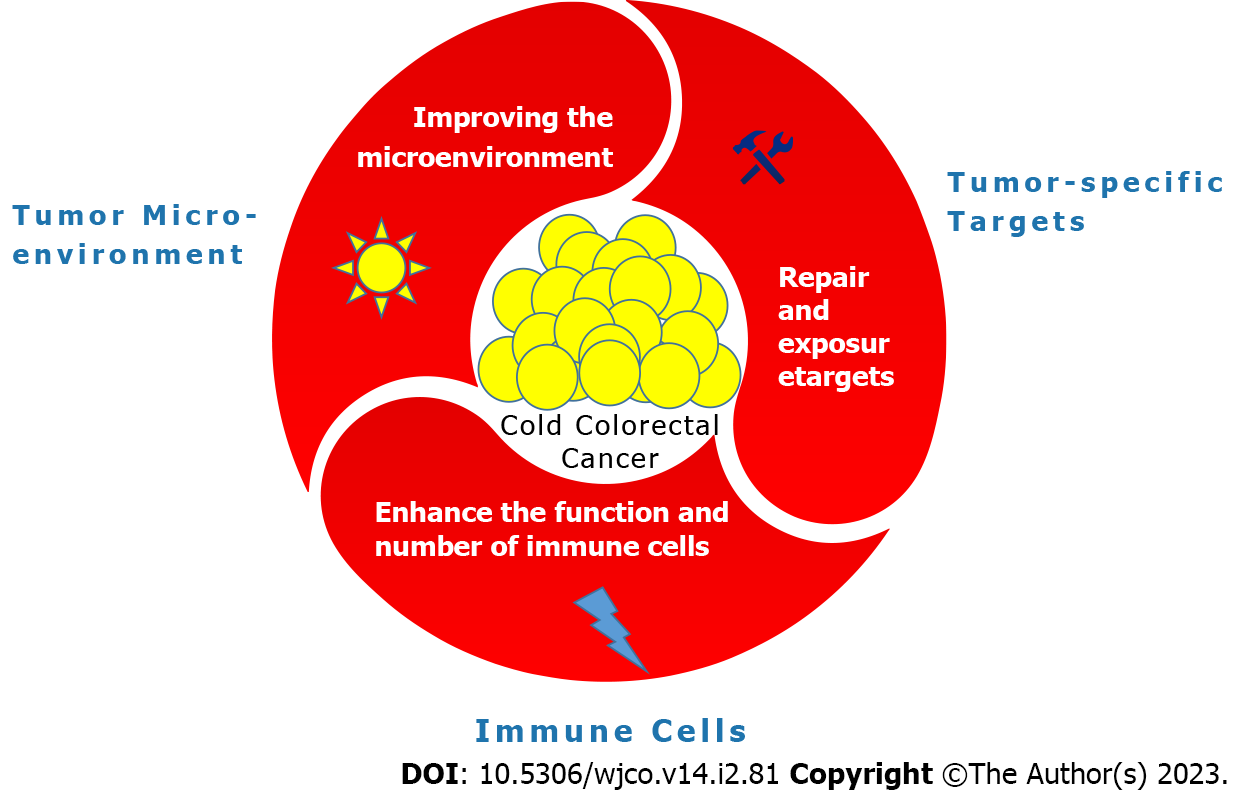 Improving the
microenvironment
Tumor Micro-
environment
Tumor-specific
Targets
Repair
and
exposur
etargets
Cold Colorectal
Cancer
Enhance the function and
number of immune cells
Immune Cells
DOI: 10.5306/wjco.v14.i2.81 Copyright ©The Author(s) 2023.